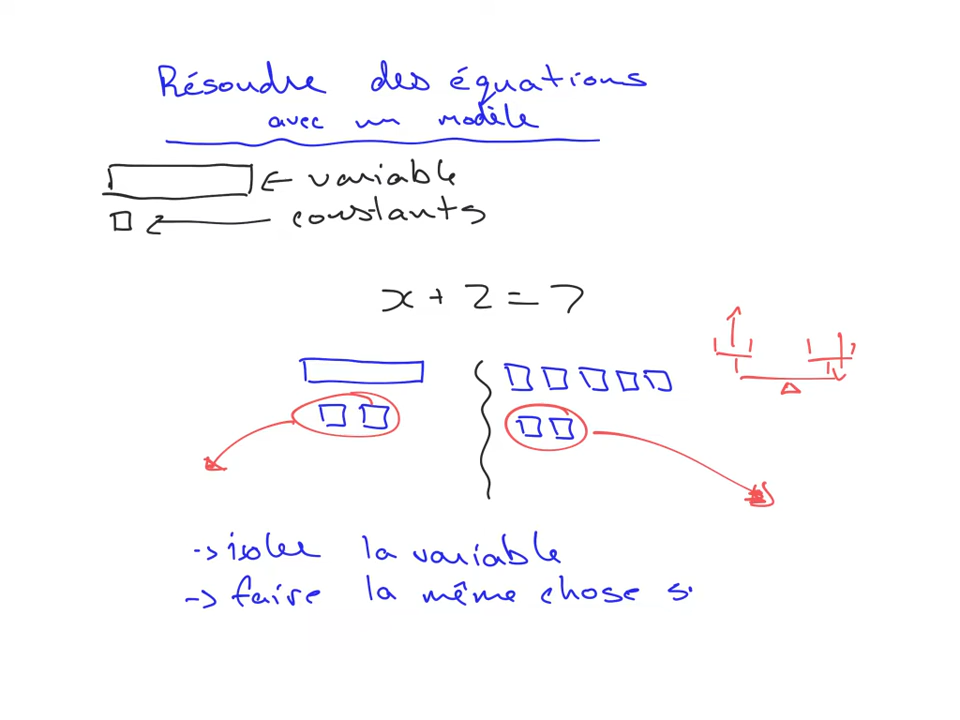 Résoudre des équations
avec un modèle
← variable
← constants
x + 2 = 7
→ isoler la variable
→ faire la même chose s